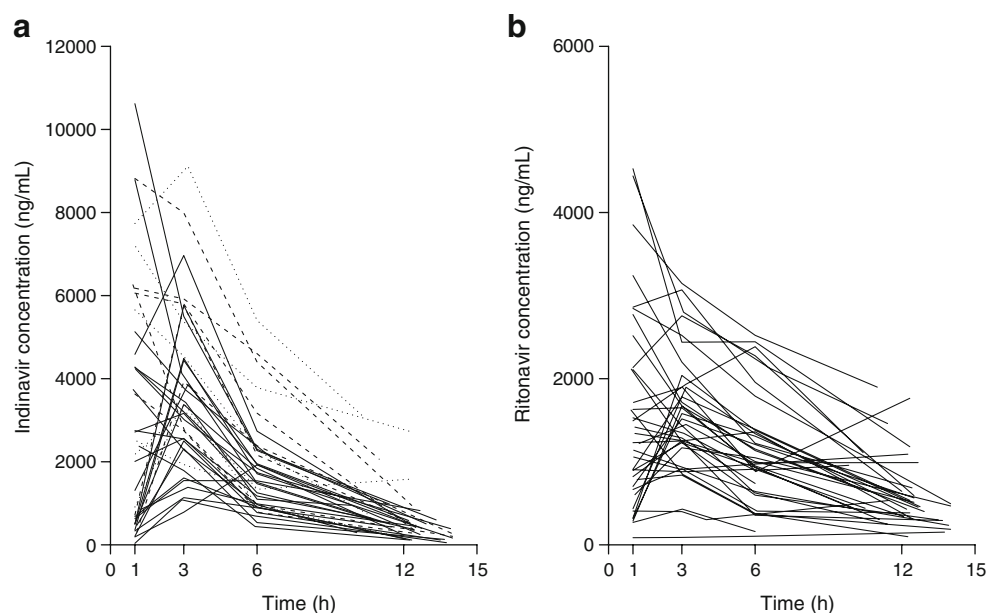 a
12000
10000
8000
6000
4000
2000
0
Indinavir concentration (ng/mL)
0 1 3 6 12 15
Time (h)
b
6000
4000
2000
0
Ritonavir concentration (ng/mL)
0 1 3 6 12 15
Time (h)